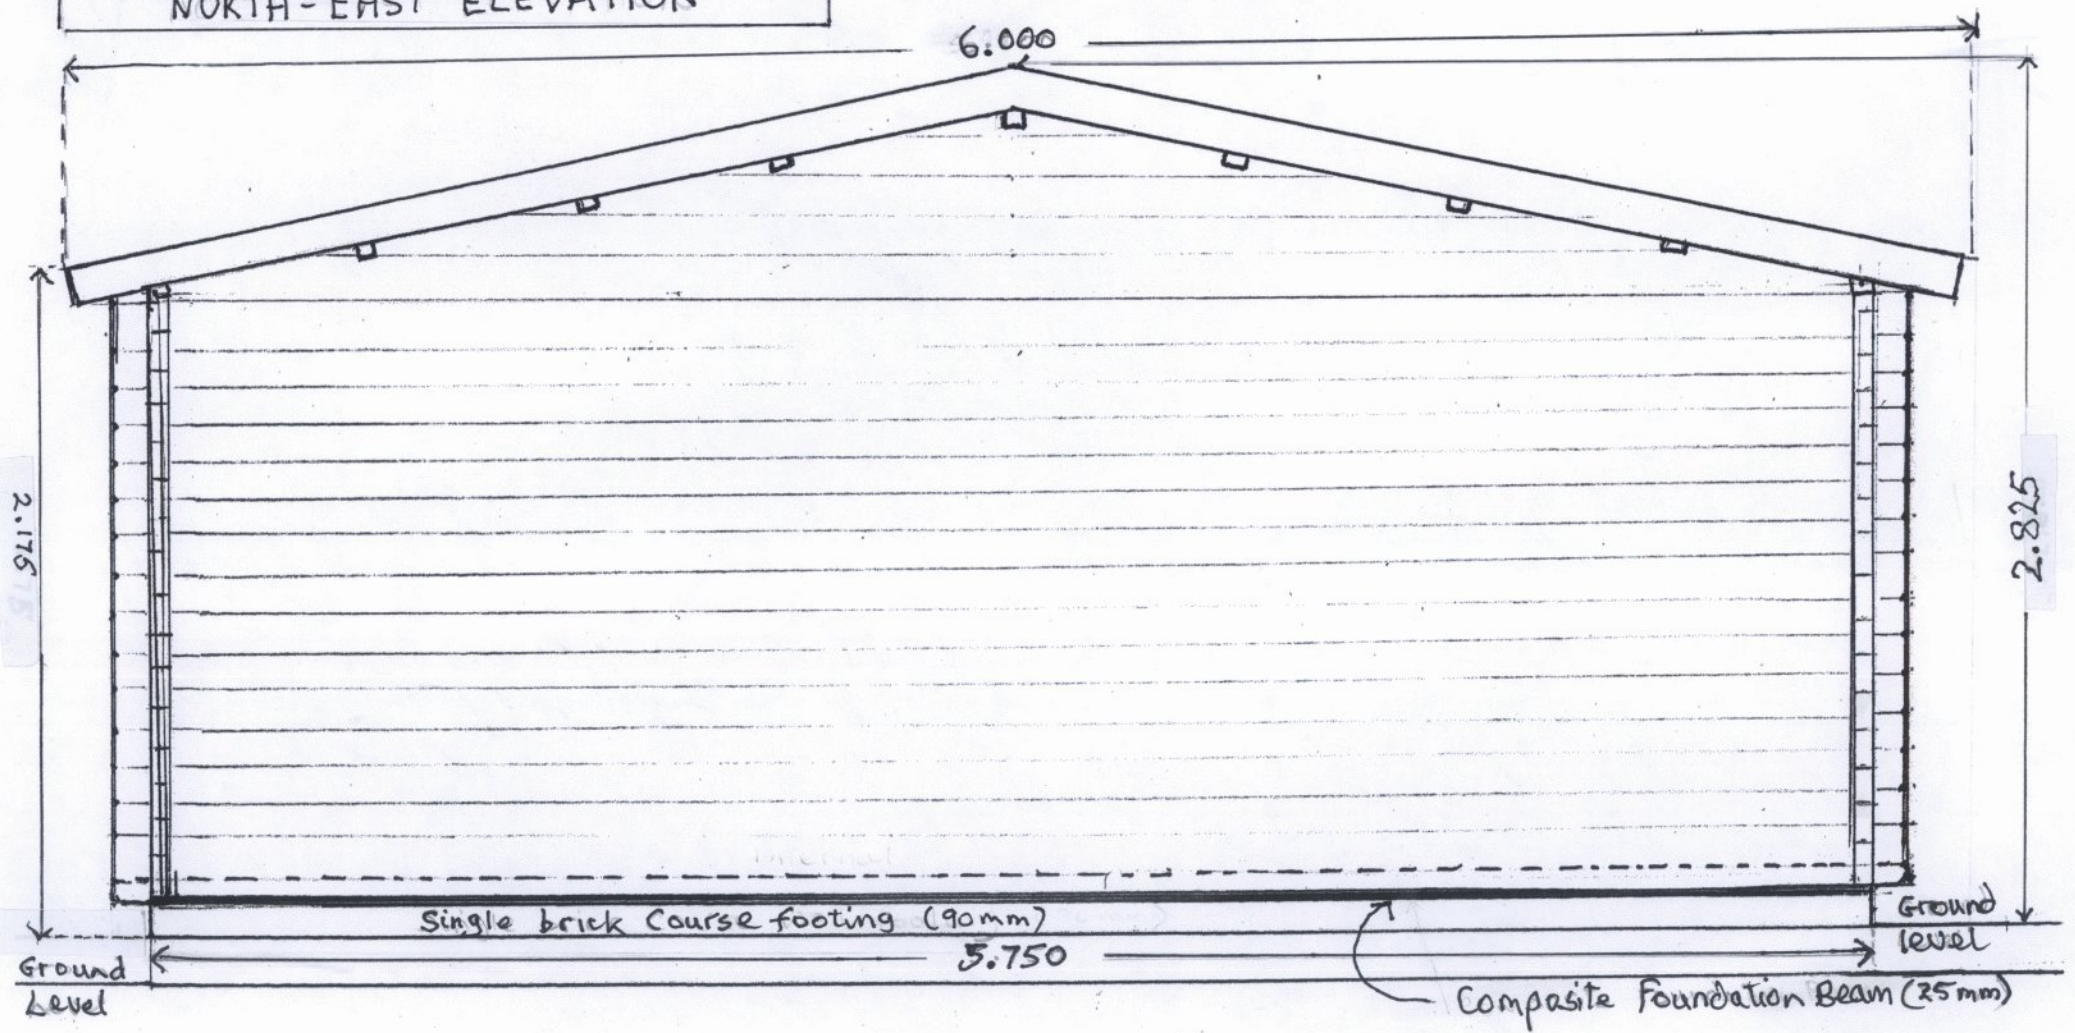 NORTH-EAST ELEVATION
6.000
2.175
2.825
Single brick Course footing (90mm)
5.750
Ground
Level
Ground
level
Composite Foundation Beam (25mm)